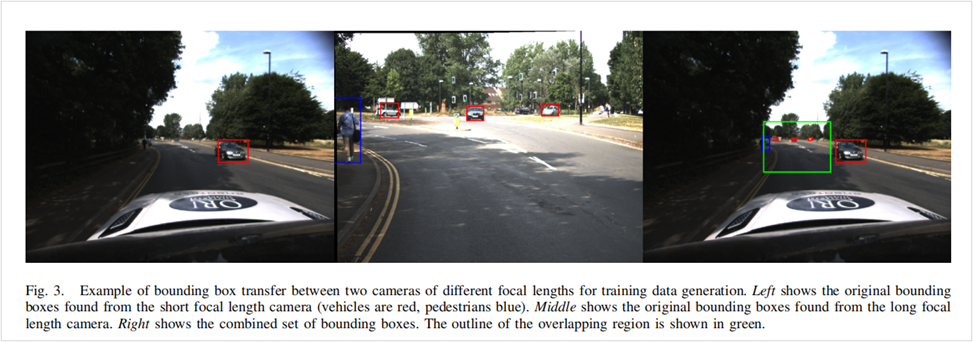 ORI
ORI
Fig. 3. Example of bounding box transfer between two cameras of different focal lengths for training data generation. Left shows the original bounding
boxes found from the short focal length camera (vehicles are red, pedestrians blue). Middle shows the original bounding boxes found from the long focal
length camera. Right shows the combined set of bounding boxes. The outline of the overlapping region is shown in green.